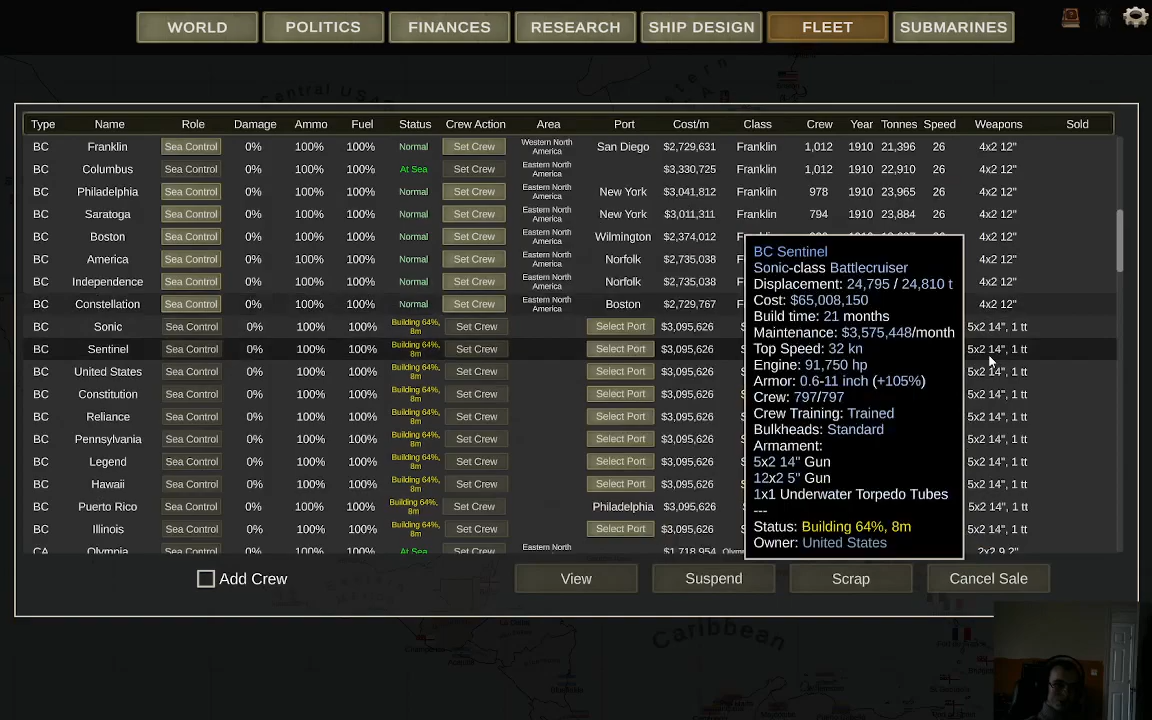 WORLD POLITICS FINANCES RESEARCH SHIP DESIGN FLEET SUBMARINES
Type Name Role Damage Ammo Fuel Status Crew Action Area Port Cost/m Class Crew Year Tonnes Speed Weapons Sold
BC Franklin Sea Control 0% 100% 100% Normal Set Crew Western North America San Diego $2,729,631 Franklin 1,012 1910 21,396 26 4x2 12"
BC Columbus Sea Control 0% 100% 100% At Sea Set Crew Eastern North America $3,330,725 Franklin 1,012 1910 22,910 26 4x2 12"
BC Philadelphia Sea Control 0% 100% 100% Normal Set Crew Eastern North America New York $3,041,812 Franklin 978 1910 23,965 26 4x2 12"
BC Saratoga Sea Control 0% 100% 100% Normal Set Crew Eastern North America New York $3,011,311 Franklin 794 1910 23,884 26 4x2 12"
BC Boston Sea Control 0% 100% 100% Normal Set Crew Eastern North America Wilmington $2,374,012 4x2 12"
BC America Sea Control 0% 100% 100% Normal Set Crew Eastern North America Norfolk $2,735,038 4x2 12"
BC Independence Sea Control 0% 100% 100% Normal Set Crew Eastern North America Norfolk $2,735,038 4x2 12"
BC Constellation Sea Control 0% 100% 100% Normal Set Crew Eastern North America Boston $2,729,767 4x2 12"
BC Sonic Sea Control 0% 100% 100% Building 64%, 8m Set Crew Select Port $3,095,626 5x2 14", 1 tt
BC Sentinel Sea Control 0% 100% 100% Building 64%, 8m Set Crew Select Port $3,095,626 5x2 14", 1 tt
BC United States Sea Control 0% 100% 100% Building 64%, 8m Set Crew Select Port $3,095,626 5x2 14", 1 tt
BC Constitution Sea Control 0% 100% 100% Building 64%, 8m Set Crew Select Port $3,095,626 5x2 14", 1 tt
BC Reliance Sea Control 0% 100% 100% Building 64%, 8m Set Crew Select Port $3,095,626 5x2 14", 1 tt
BC Pennsylvania Sea Control 0% 100% 100% Building 64%, 8m Set Crew Select Port $3,095,626 5x2 14", 1 tt
BC Legend Sea Control 0% 100% 100% Building 64%, 8m Set Crew Select Port $3,095,626 5x2 14", 1 tt
BC Hawaii Sea Control 0% 100% 100% Building 64%, 8m Set Crew Select Port $3,095,626 5x2 14", 1 tt
BC Puerto Rico Sea Control 0% 100% 100% Building 64%, 8m Set Crew Philadelphia $3,095,626 5x2 14", 1 tt
BC Illinois Sea Control 0% 100% 100% Building 64%, 8m Set Crew Select Port $3,095,626 5x2 14", 1 tt
CA Olympia Sea Control 0% 100% 100% At Sea Set Crew Eastern North $1,718,954 2x2 9.2"
BC Sentinel
Sonic-class Battlecruiser
Displacement: 24,795 / 24,810 t
Cost: $65,008,150
Build time: 21 months
Maintenance: $3,575,448/month
Top Speed: 32 kn
Engine: 91,750 hp
Armor: 0.6-11 inch (+105%)
Crew: 797/797
Crew Training: Trained
Bulkheads: Standard
Armament:
5x2 14" Gun
12x2 5" Gun
1x1 Underwater Torpedo Tubes
---
Status: Building 64%, 8m
Owner: United States
Add Crew View Suspend Scrap Cancel Sale
Caribbean